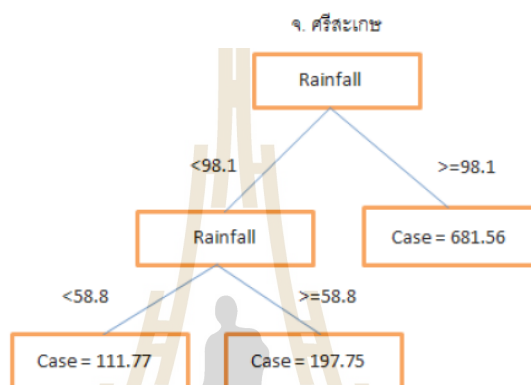 จ. ศรีสะเกษ
Rainfall
<98.1
>=98.1
Rainfall
Case = 681.56
<58.8
>=58.8
Case = 111.77
Case = 197.75